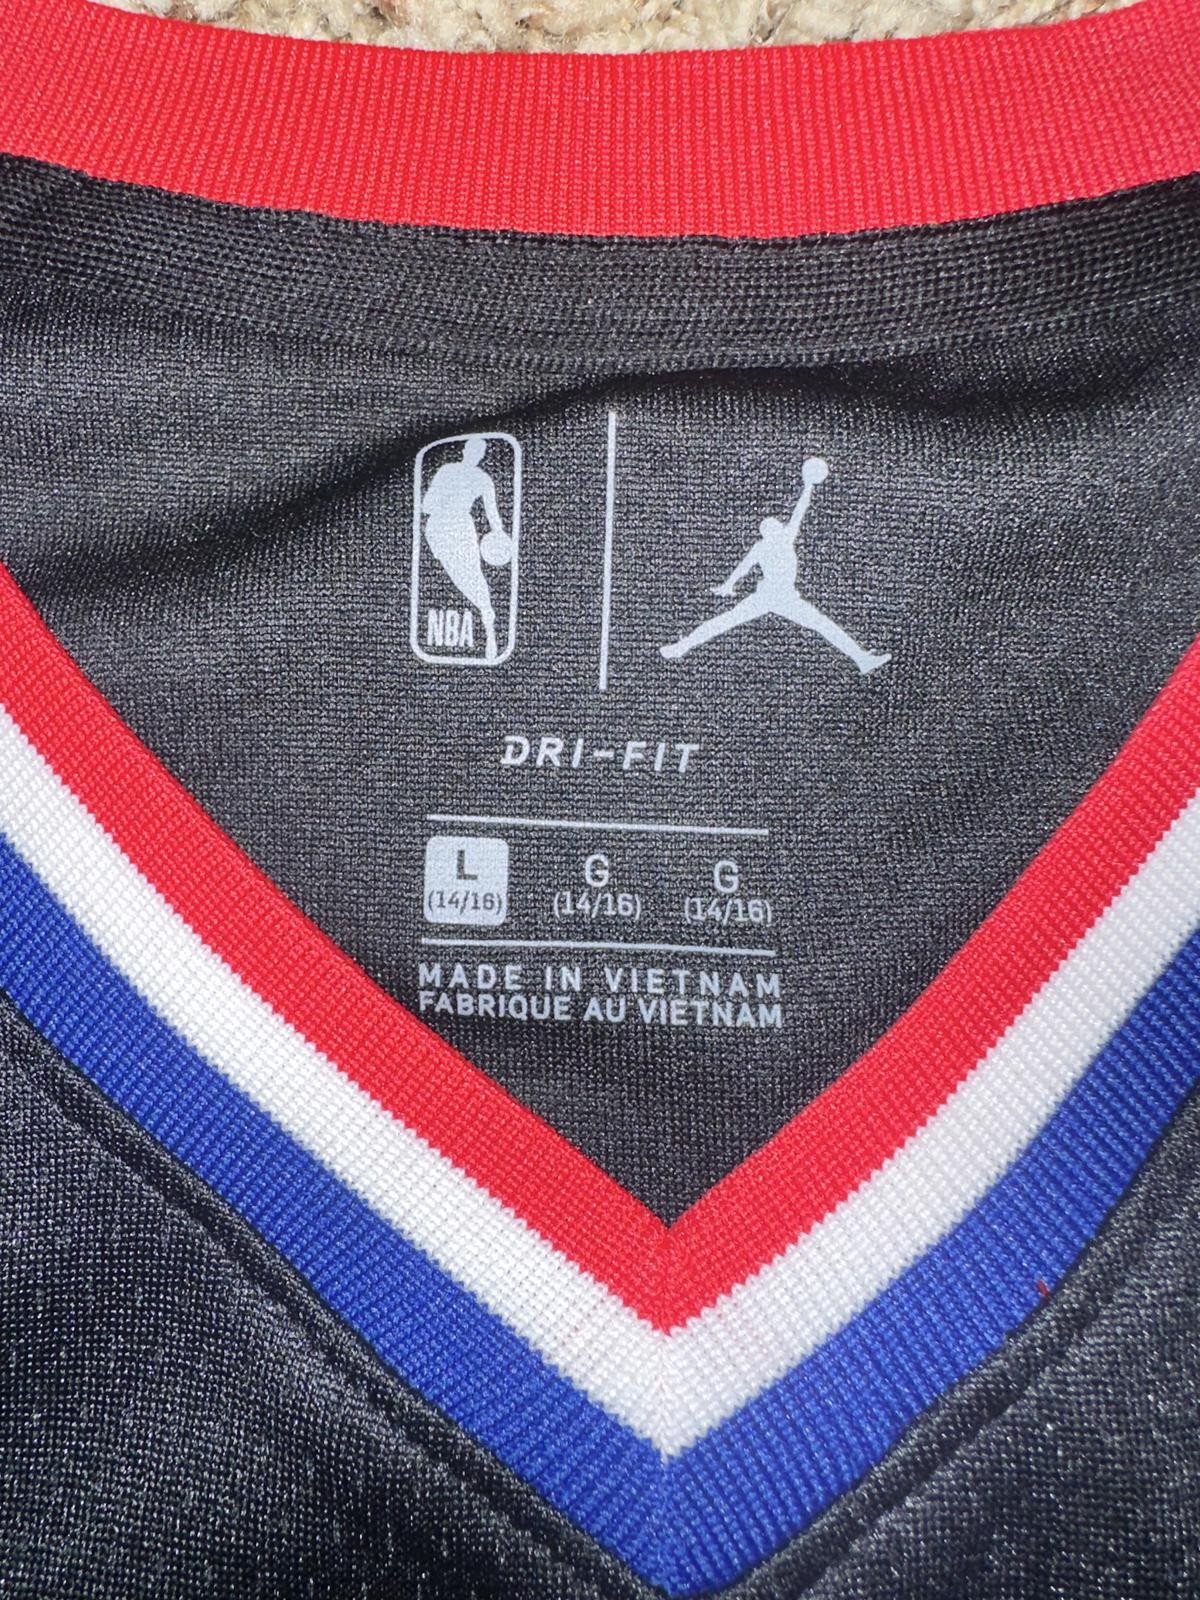 NBA
DRI-FIT
L G G
(14/16) (14/16) (14/16)
MADE IN VIETNAM
FABRIQUE AU VIETNAM